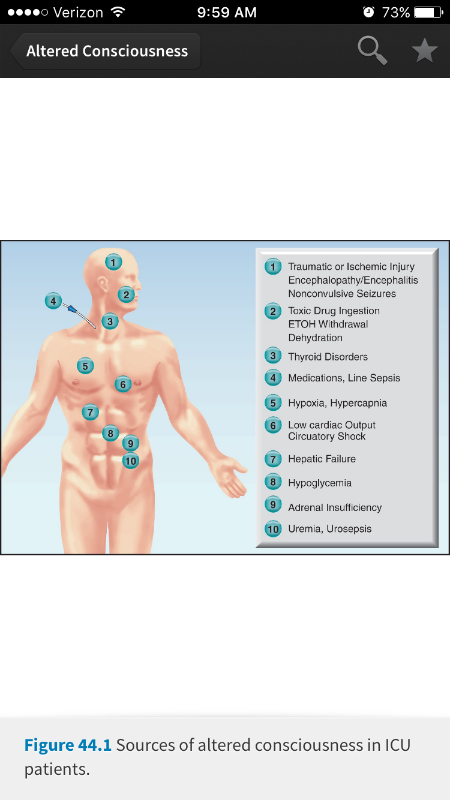 Verizon 9:59 AM 73%
Altered Consciousness
1
2
3
4
5
6
7
8
9
10
1 Traumatic or Ischemic Injury
Encephalopathy/Encephalitis
Nonconvulsive Seizures
2 Toxic Drug Ingestion
ETOH Withdrawal
Dehydration
3 Thyroid Disorders
4 Medications, Line Sepsis
5 Hypoxia, Hypercapnia
6 Low cardiac Output
Circuatory Shock
7 Hepatic Failure
8 Hypoglycemia
9 Adrenal Insufficiency
10 Uremia, Urosepsis
Figure 44.1 Sources of altered consciousness in ICU
patients.